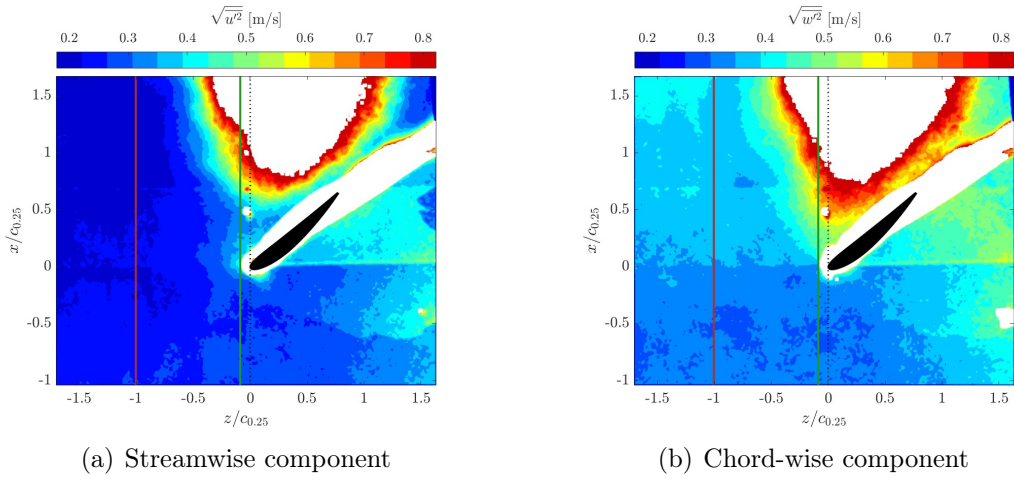 √u′² [m/s]
0.2 0.3 0.4 0.5 0.6 0.7 0.8
1.5
1
0.5
0
-0.5
-1
x/c0.25
-1.5 -1 -0.5 0 0.5 1 1.5
z/c0.25
(a) Streamwise component
√w′² [m/s]
0.2 0.3 0.4 0.5 0.6 0.7 0.8
1.5
1
0.5
0
-0.5
-1
x/c0.25
-1.5 -1 -0.5 0 0.5 1 1.5
z/c0.25
(b) Chord-wise component